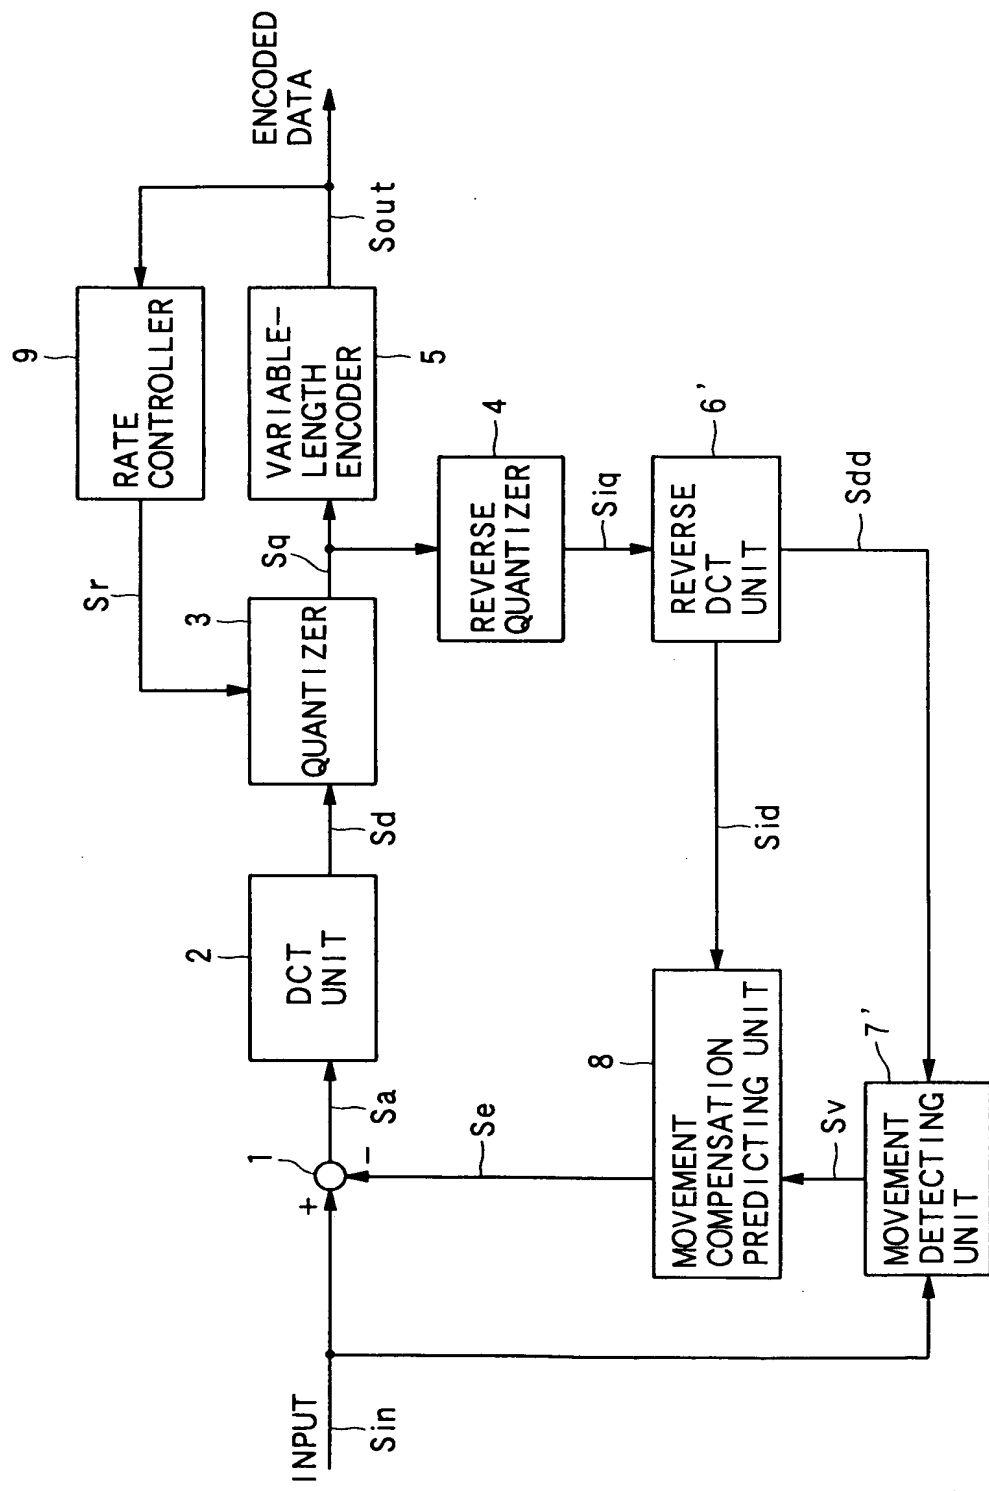 INPUT
Sin
+
−
1
Sa
2
DCT
UNIT
Sd
3
QUANTIZER
Sr
Sq
9
RATE
CONTROLLER
VARIABLE-
LENGTH
ENCODER
5
Sout
ENCODED
DATA
4
REVERSE
QUANTIZER
Siq
6'
REVERSE
DCT
UNIT
Sid
Sdd
Se
8
MOVEMENT
COMPENSATION
PREDICTING UNIT
Sv
7'
MOVEMENT
DETECTING
UNIT